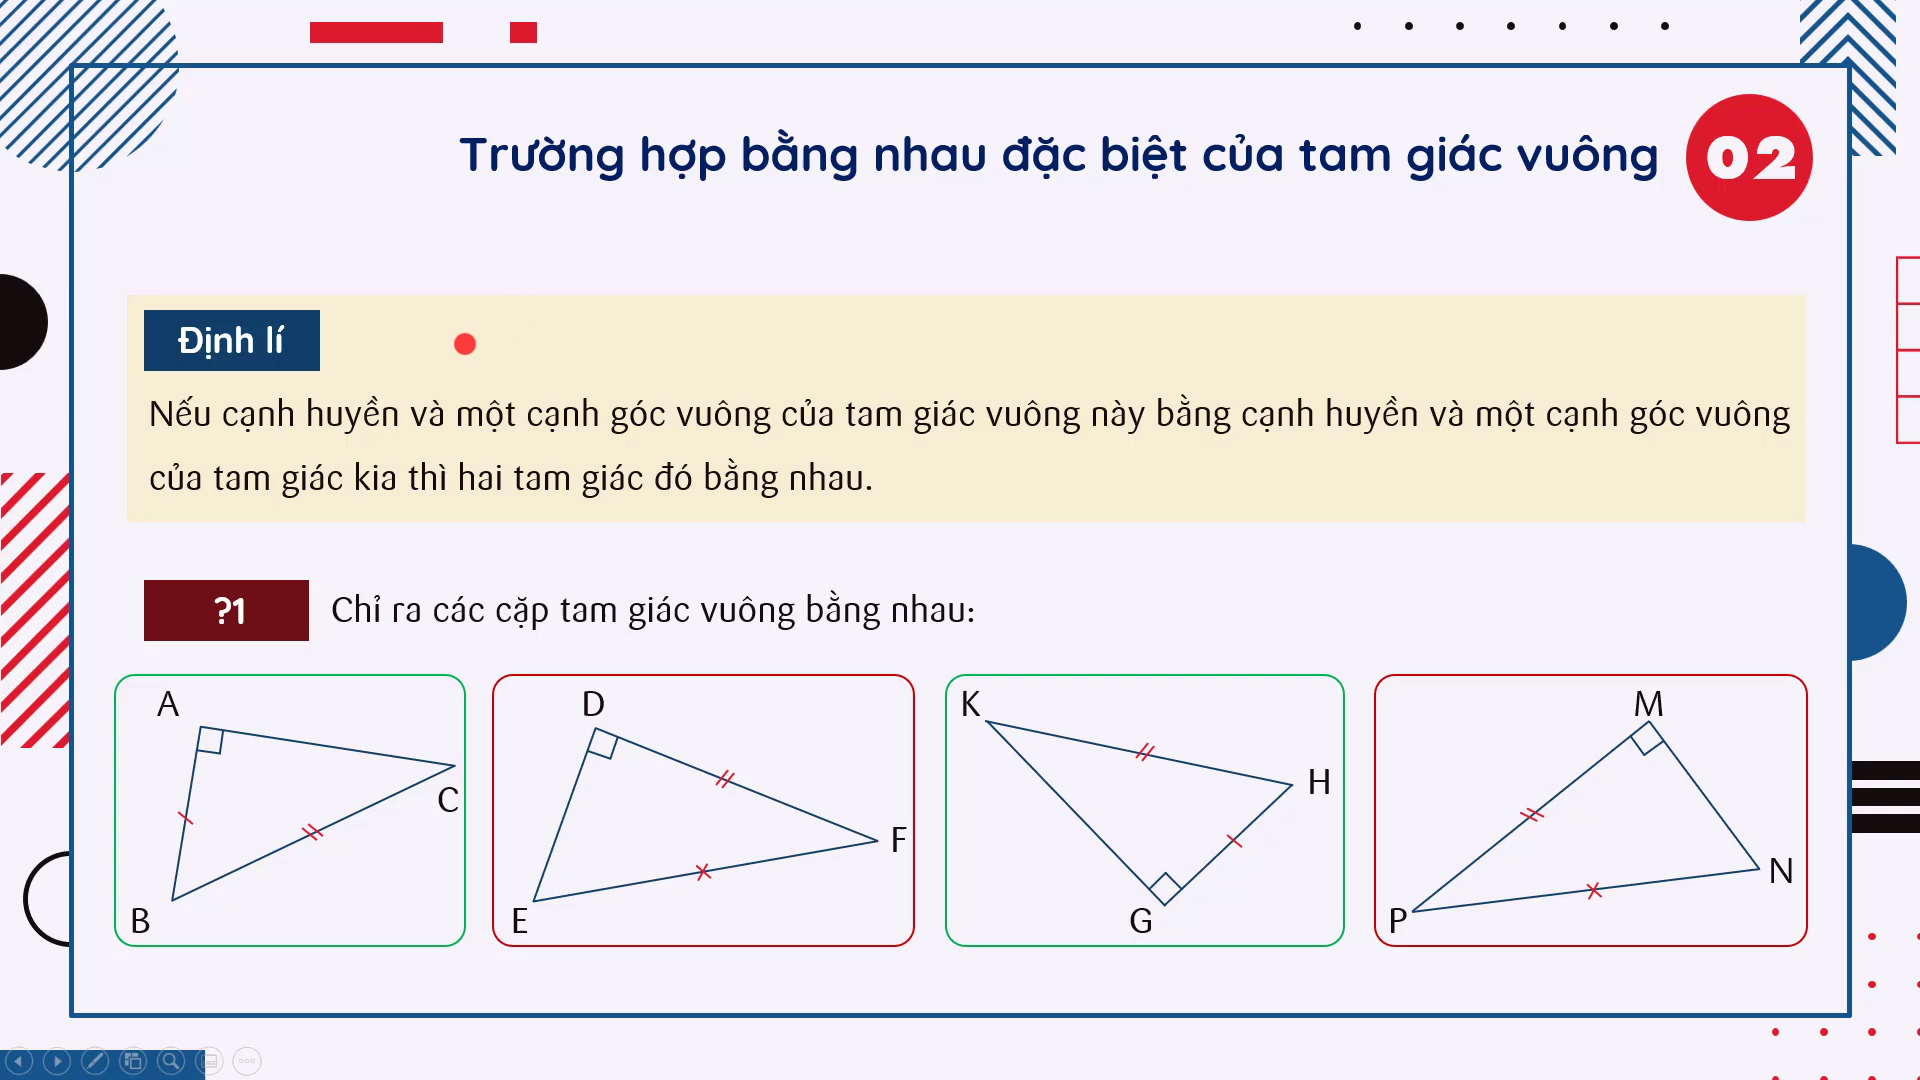 Trường hợp bằng nhau đặc biệt của tam giác vuông
02
Định lí
Nếu cạnh huyền và một cạnh góc vuông của tam giác vuông này bằng cạnh huyền và một cạnh góc vuông
của tam giác kia thì hai tam giác đó bằng nhau.
?1 Chỉ ra các cặp tam giác vuông bằng nhau:
A
C
B
D
F
E
K
H
G
M
N
P